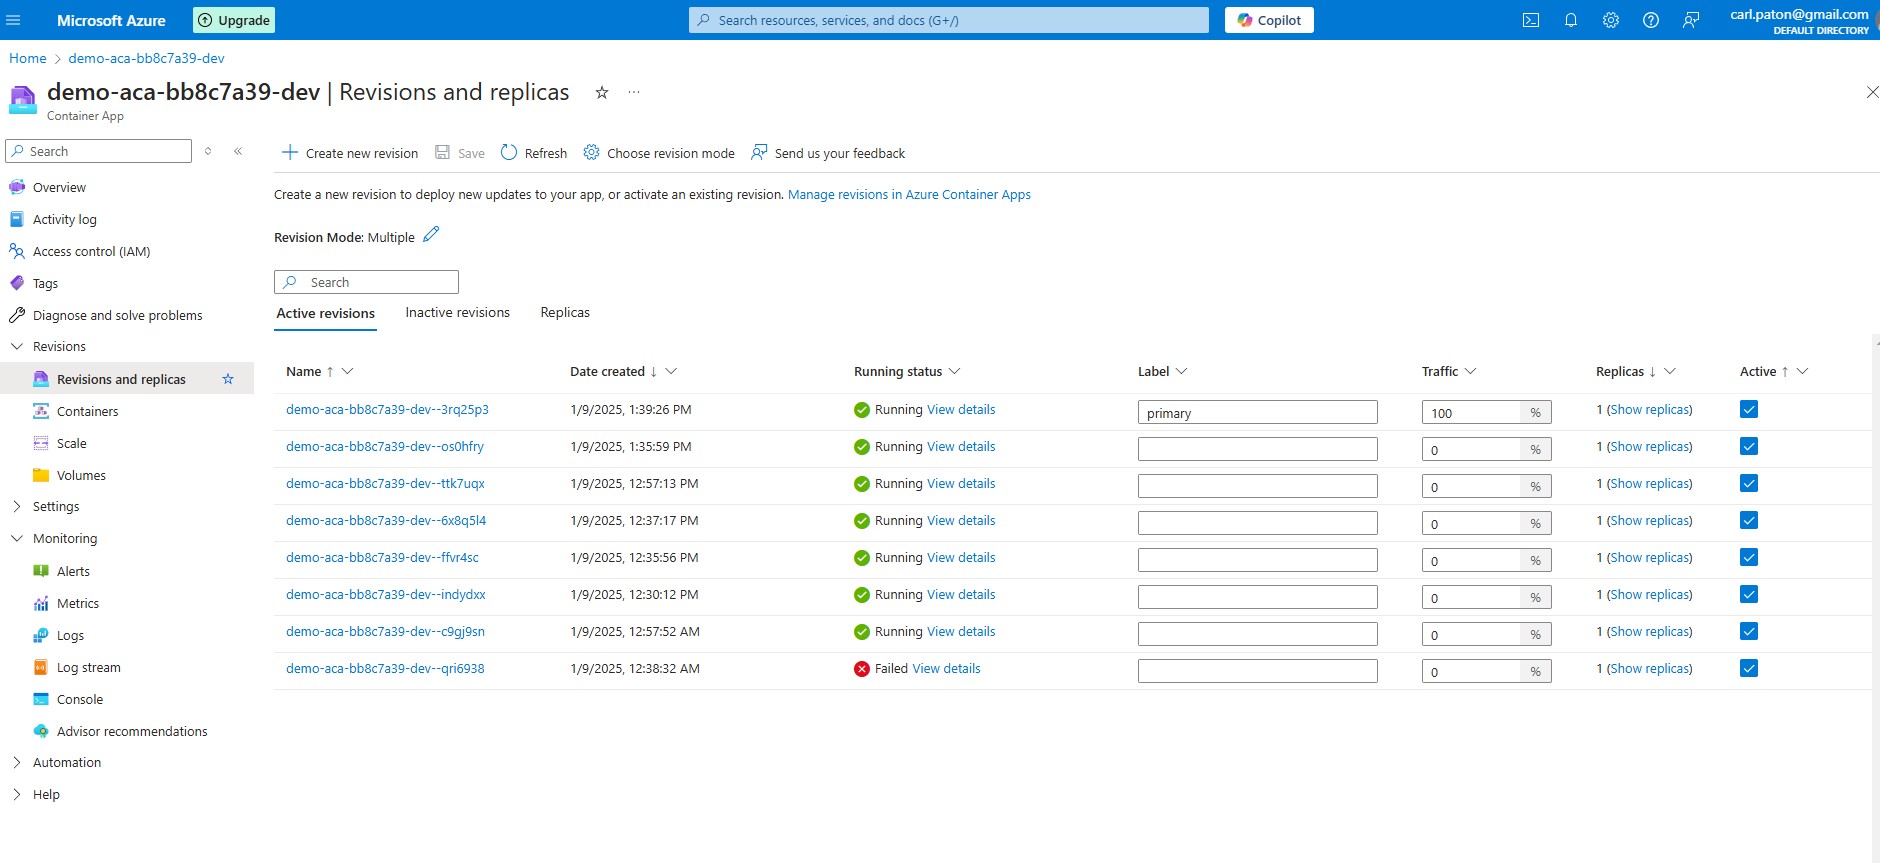 Microsoft Azure
Upgrade
Search resources, services, and docs (G+/)
Copilot
carl.paton@gmail.com
DEFAULT DIRECTORY
Home > demo-aca-bb8c7a39-dev
demo-aca-bb8c7a39-dev | Revisions and replicas
Container App
Search
Overview
Activity log
Access control (IAM)
Tags
Diagnose and solve problems
Revisions
Revisions and replicas
Containers
Scale
Volumes
Settings
Monitoring
Alerts
Metrics
Logs
Log stream
Console
Advisor recommendations
Automation
Help
Create new revision Save Refresh Choose revision mode Send us your feedback
Create a new revision to deploy new updates to your app, or activate an existing revision. Manage revisions in Azure Container Apps
Revision Mode: Multiple
Search
Active revisions Inactive revisions Replicas
Name Date created Running status Label Traffic Replicas Active
demo-aca-bb8c7a39-dev--3rq25p3 1/9/2025, 1:39:26 PM Running View details primary 100 % 1 (Show replicas)
demo-aca-bb8c7a39-dev--os0hfry 1/9/2025, 1:35:59 PM Running View details 0 % 1 (Show replicas)
demo-aca-bb8c7a39-dev--ttk7uqx 1/9/2025, 12:57:13 PM Running View details 0 % 1 (Show replicas)
demo-aca-bb8c7a39-dev--6x8q5l4 1/9/2025, 12:37:17 PM Running View details 0 % 1 (Show replicas)
demo-aca-bb8c7a39-dev--ffvr4sc 1/9/2025, 12:35:56 PM Running View details 0 % 1 (Show replicas)
demo-aca-bb8c7a39-dev--indydxx 1/9/2025, 12:30:12 PM Running View details 0 % 1 (Show replicas)
demo-aca-bb8c7a39-dev--c9gj9sn 1/9/2025, 12:57:52 AM Running View details 0 % 1 (Show replicas)
demo-aca-bb8c7a39-dev--qri6938 1/9/2025, 12:38:32 AM Failed View details 0 % 1 (Show replicas)